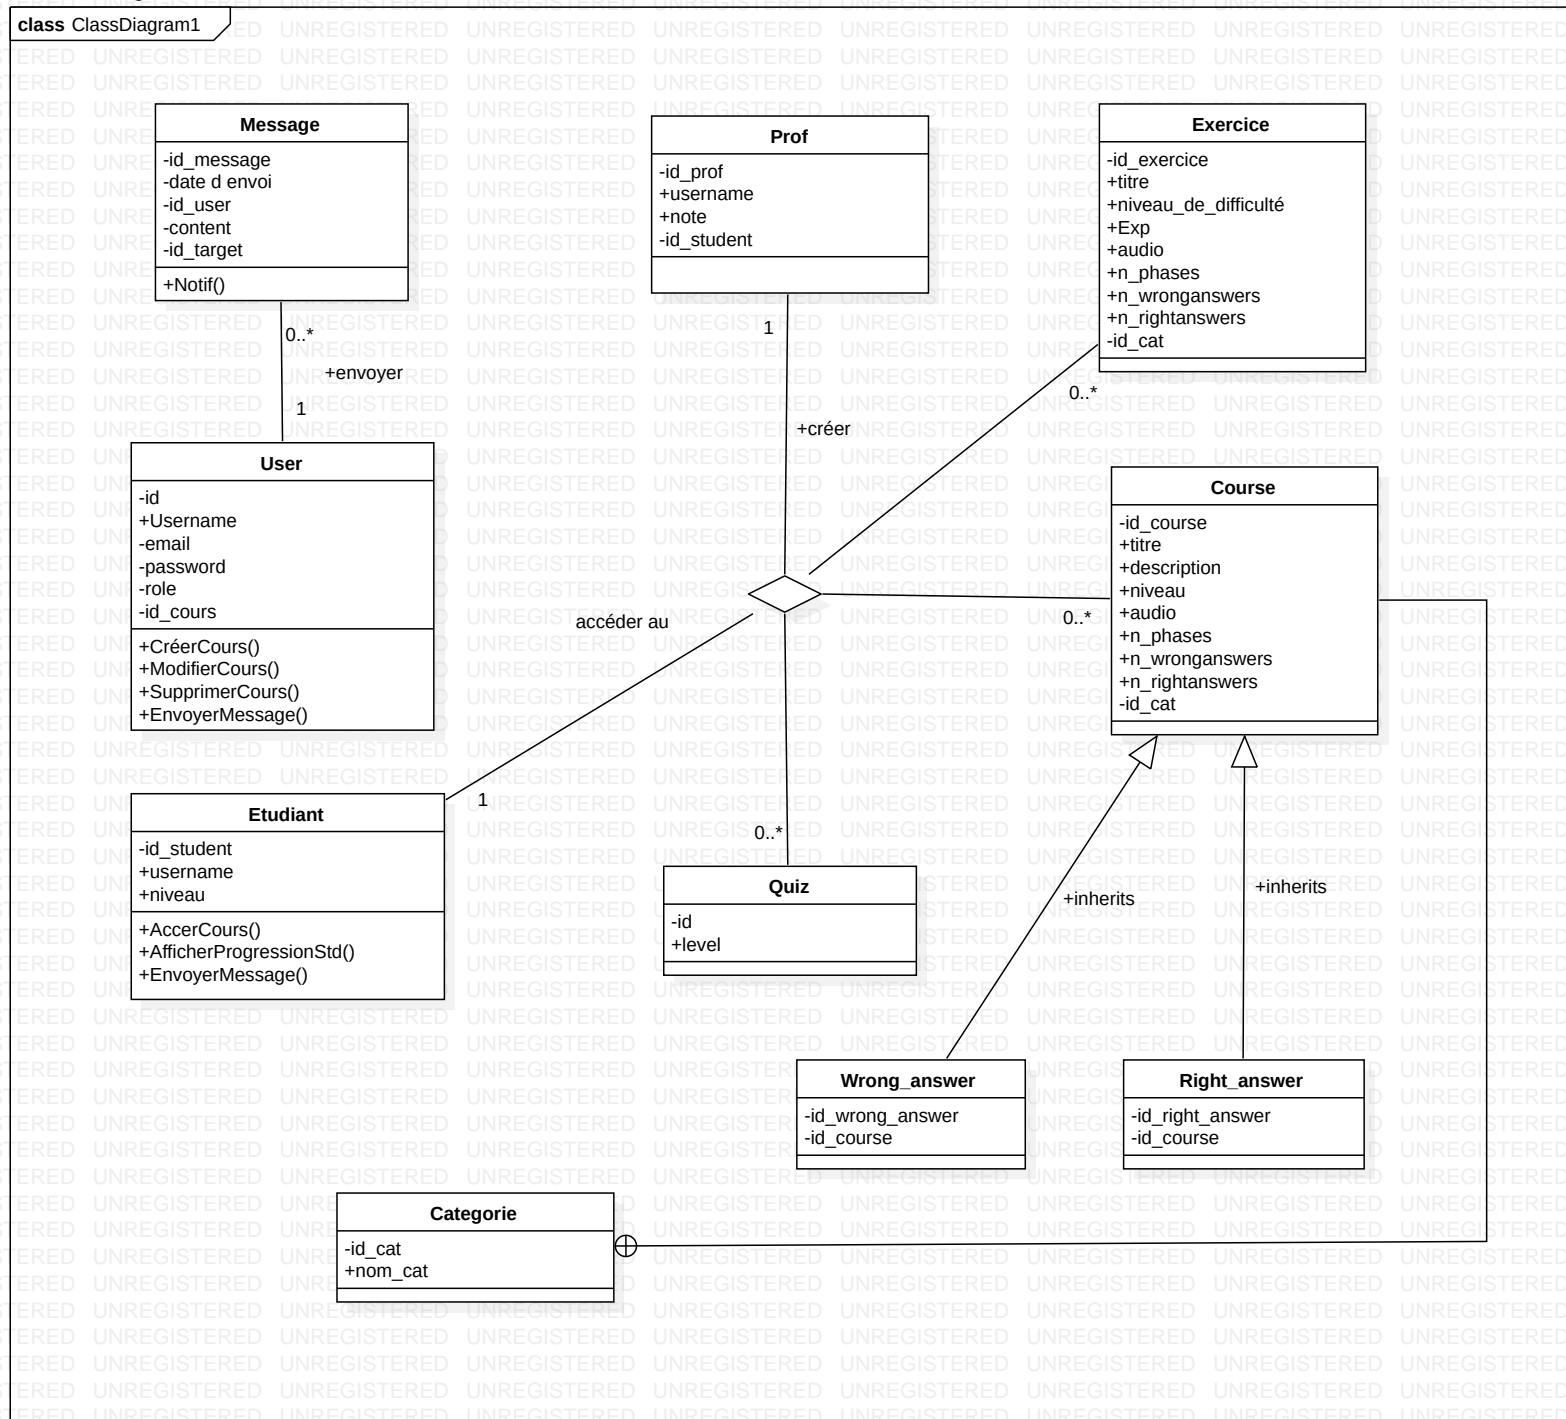 class ClassDiagram1
Message
-id_message
-date d envoi
-id_user
-content
-id_target
+Notif()
Prof
-id_prof
+username
+note
-id_student
Exercice
-id_exercice
+titre
+niveau_de_difficulté
+Exp
+audio
+n_phases
+n_wronganswers
+n_rightanswers
-id_cat
0..*
+envoyer
1
1
+créer
0..*
User
-id
+Username
-email
-password
-role
-id_cours
+CréerCours()
+ModifierCours()
+SupprimerCours()
+EnvoyerMessage()
Course
-id_course
+titre
+description
+niveau
+audio
+n_phases
+n_wronganswers
+n_rightanswers
-id_cat
accéder au
0..*
1
0..*
Etudiant
-id_student
+username
+niveau
+AccerCours()
+AfficherProgressionStd()
+EnvoyerMessage()
Quiz
-id
+level
+inherits
+inherits
Wrong_answer
-id_wrong_answer
-id_course
Right_answer
-id_right_answer
-id_course
Categorie
-id_cat
+nom_cat
UNREGISTERED